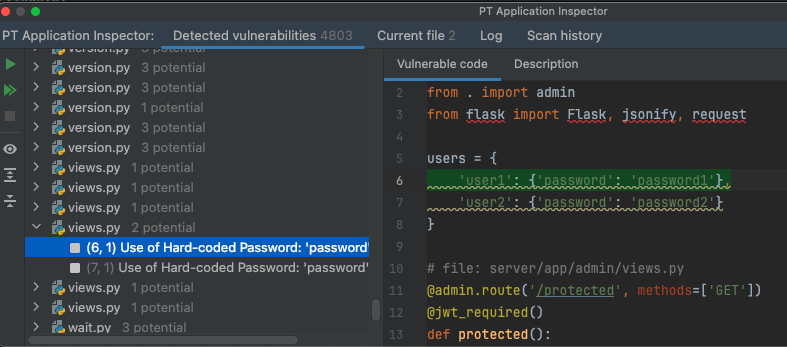 PT Application Inspector
PT Application Inspector: Detected vulnerabilities 4803 Current file 2 Log Scan history
version.py 3 potential
version.py 3 potential
version.py 3 potential
version.py 1 potential
version.py 3 potential
version.py 3 potential
views.py 1 potential
views.py 1 potential
views.py 1 potential
views.py 2 potential
(6, 1) Use of Hard-coded Password: 'password'
(7, 1) Use of Hard-coded Password: 'password'
views.py 1 potential
views.py 1 potential
wait.py 3 potential
Vulnerable code Description
2 from . import admin
3 from flask import Flask, jsonify, request
4
5 users = {
6 'user1': {'password': 'password1'},
7 'user2': {'password': 'password2'}
8 }
9
10 # file: server/app/admin/views.py
11 @admin.route('/protected', methods=['GET'])
12 @jwt_required()
13 def protected():